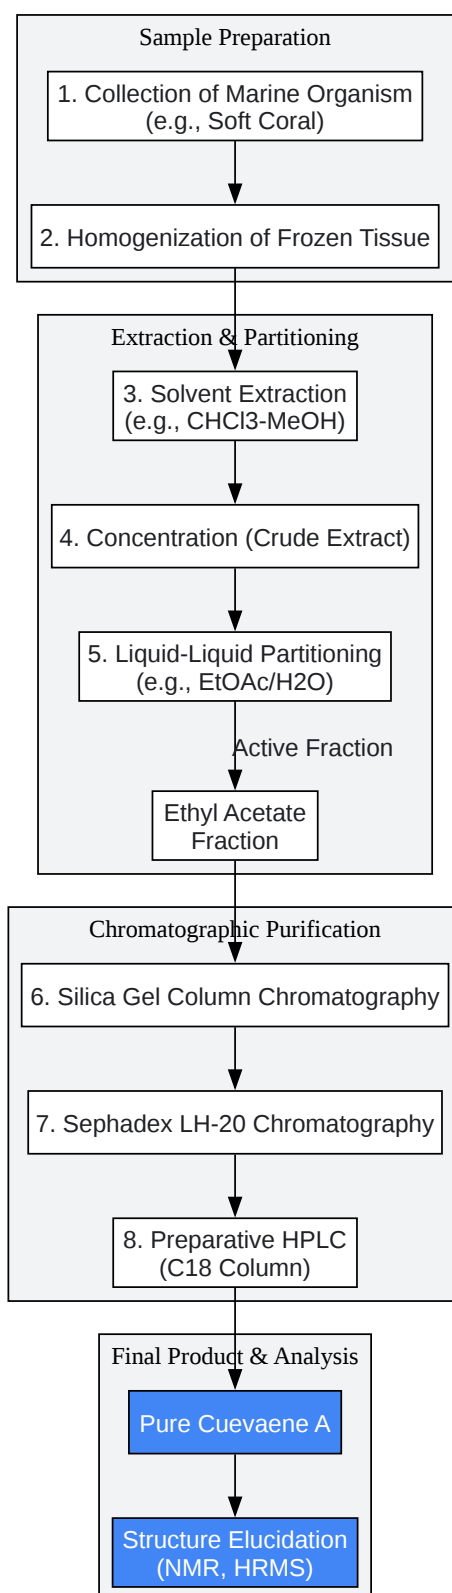 Sample Preparation
1. Collection of Marine Organism
(e.g., Soft Coral)
2. Homogenization of Frozen Tissue
Extraction & Partitioning
3. Solvent Extraction
(e.g., CHCl3-MeOH)
4. Concentration (Crude Extract)
5. Liquid-Liquid Partitioning
(e.g., EtOAc/H2O)
Active Fraction
Ethyl Acetate
Fraction
Chromatographic Purification
6. Silica Gel Column Chromatography
7. Sephadex LH-20 Chromatography
8. Preparative HPLC
(C18 Column)
Final Product & Analysis
Pure Cuevaene A
Structure Elucidation
(NMR, HRMS)